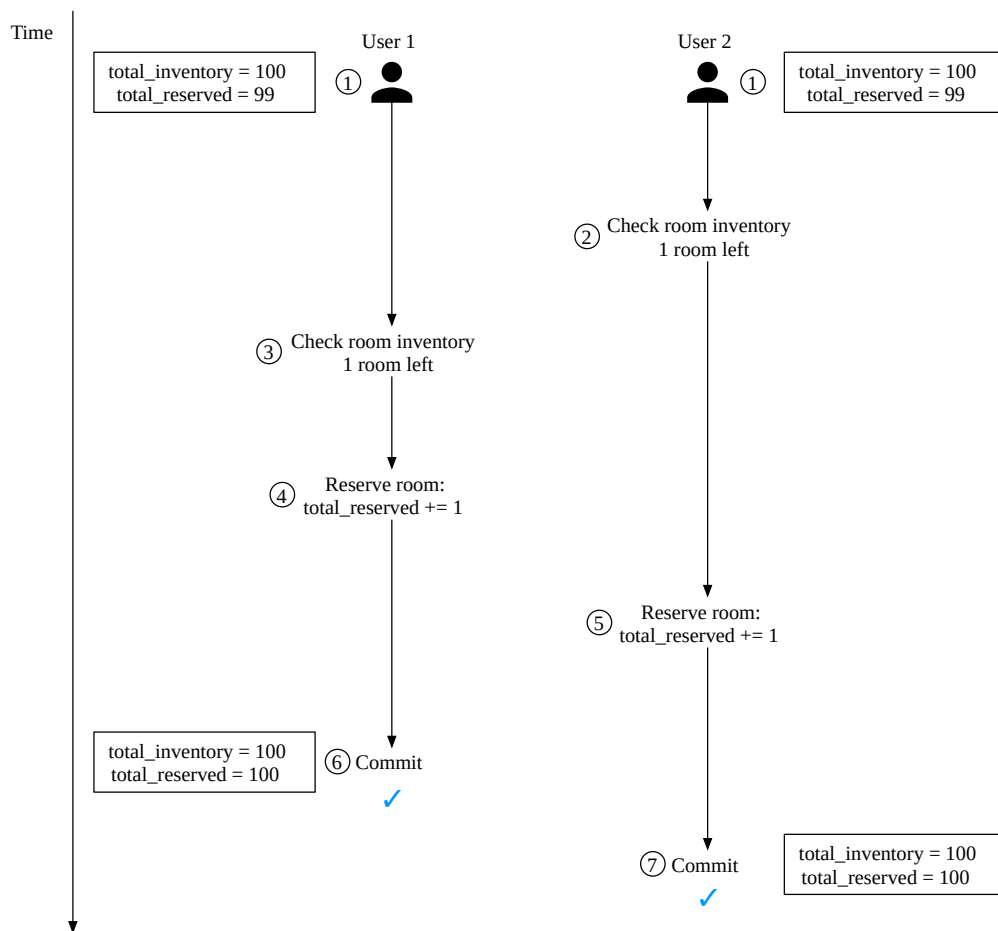 Time
User 1
User 2
total_inventory = 100
total_reserved = 99
1
1
total_inventory = 100
total_reserved = 99
2
Check room inventory
1 room left
3
Check room inventory
1 room left
4
Reserve room:
total_reserved += 1
5
Reserve room:
total_reserved += 1
total_inventory = 100
total_reserved = 100
6
Commit
✓
7
Commit
✓
total_inventory = 100
total_reserved = 100